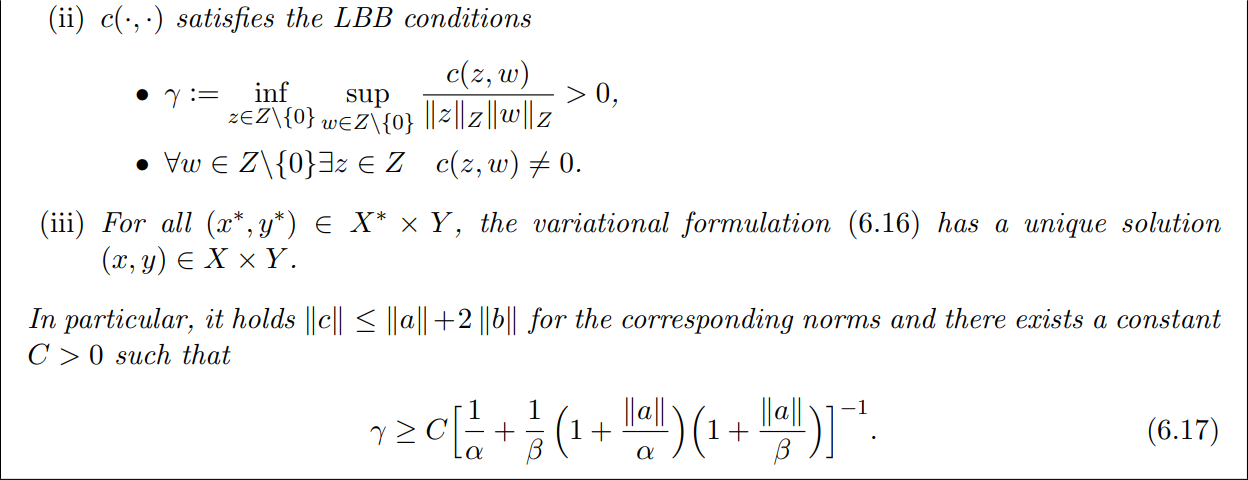 (ii) c(·, ·) satisfies the LBB conditions
• γ := inf_{z∈Z\{0}} sup_{w∈Z\{0}} c(z, w) / ‖z‖_Z‖w‖_Z > 0,
• ∀w ∈ Z\{0}∃z ∈ Z c(z, w) ≠ 0.
(iii) For all (x*, y*) ∈ X* × Y, the variational formulation (6.16) has a unique solution
(x, y) ∈ X × Y.
In particular, it holds ‖c‖ ≤ ‖a‖+2 ‖b‖ for the corresponding norms and there exists a constant
C > 0 such that
γ ≥ C[1/α + 1/β (1 + ‖a‖/α)(1 + ‖a‖/β)]^{−1}. (6.17)